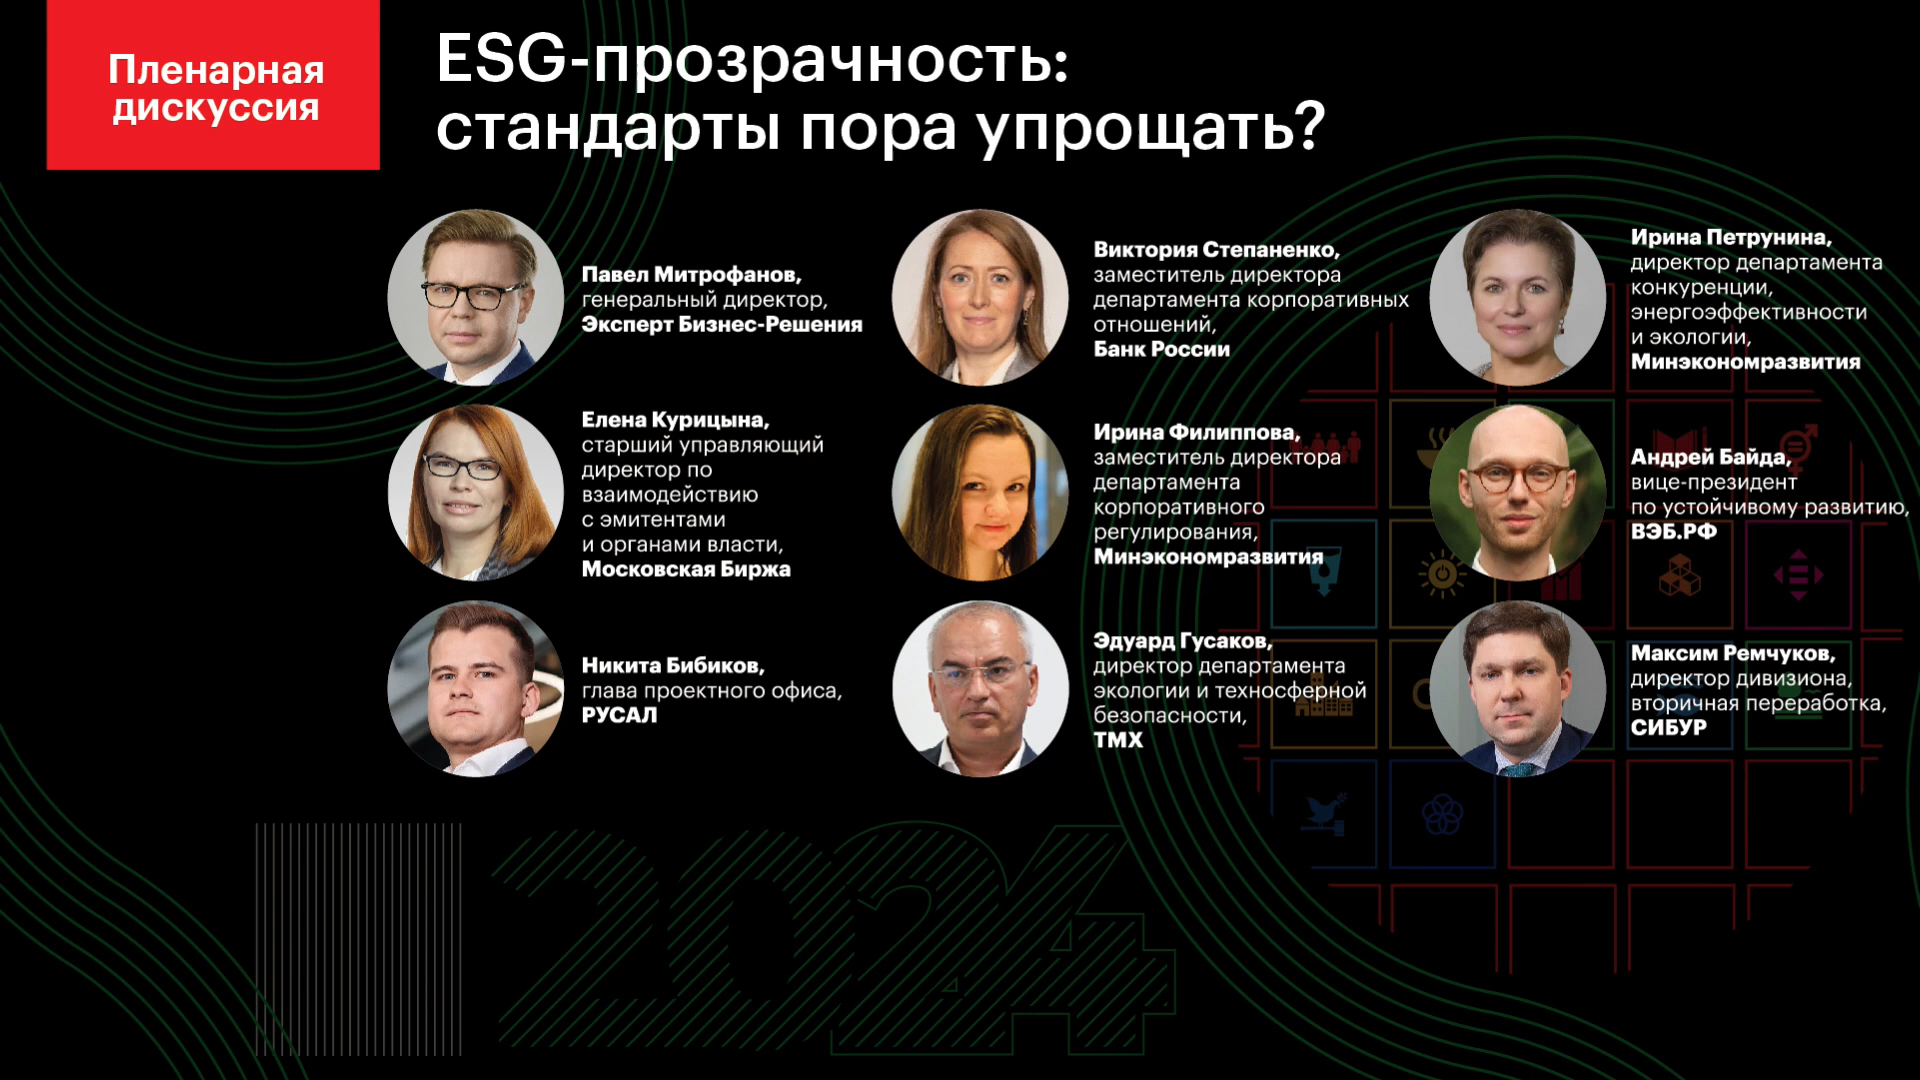 Пленарная
дискуссия
ESG-прозрачность:
стандарты пора упрощать?
Павел Митрофанов,
генеральный директор,
Эксперт Бизнес-Решения
Виктория Степаненко,
заместитель директора
департамента корпоративных
отношений,
Банк России
Ирина Петрунина,
директор департамента
конкуренции,
энергоэффективности
и экологии,
Минэкономразвития
Елена Курицына,
старший управляющий
директор по
взаимодействию
с эмитентами
и органами власти,
Московская Биржа
Ирина Филиппова,
заместитель директора
департамента
корпоративного
регулирования,
Минэкономразвития
Андрей Байда,
вице-президент
по устойчивому развитию,
ВЭБ.РФ
Никита Бибиков,
глава проектного офиса,
РУСАЛ
Эдуард Гусаков,
директор департамента
экологии и техносферной
безопасности,
ТМХ
Максим Ремчуков,
директор дивизиона,
вторичная переработка,
СИБУР
2024